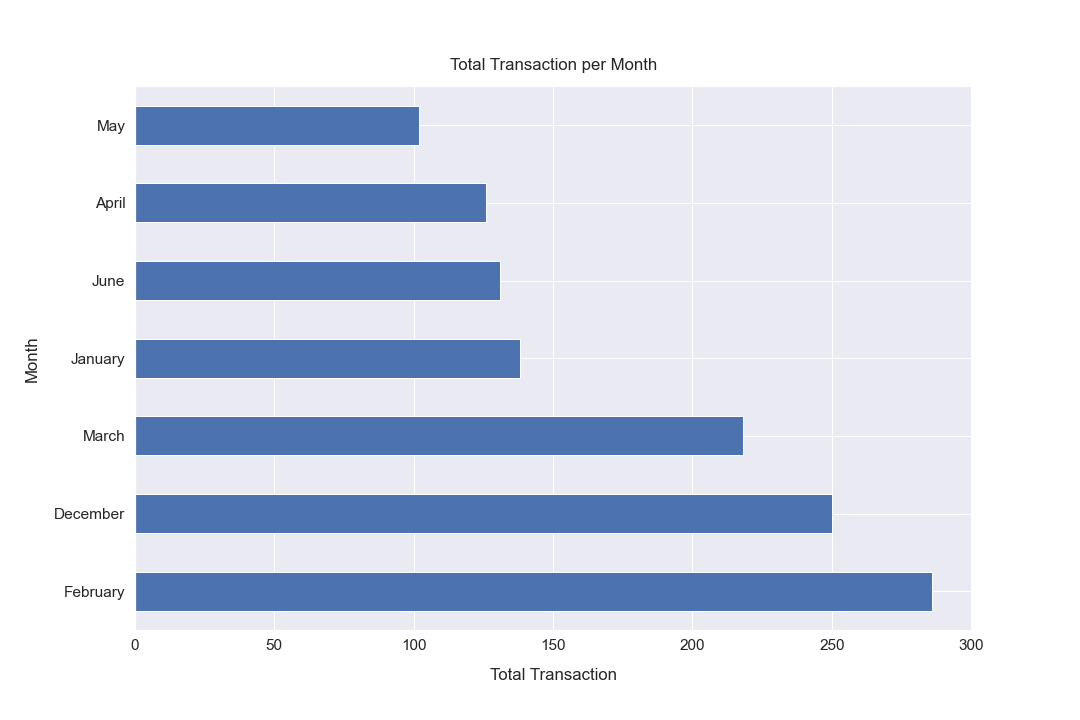 Total Transaction per Month
May
April
June
January
March
December
February
Month
0 50 100 150 200 250 300
Total Transaction